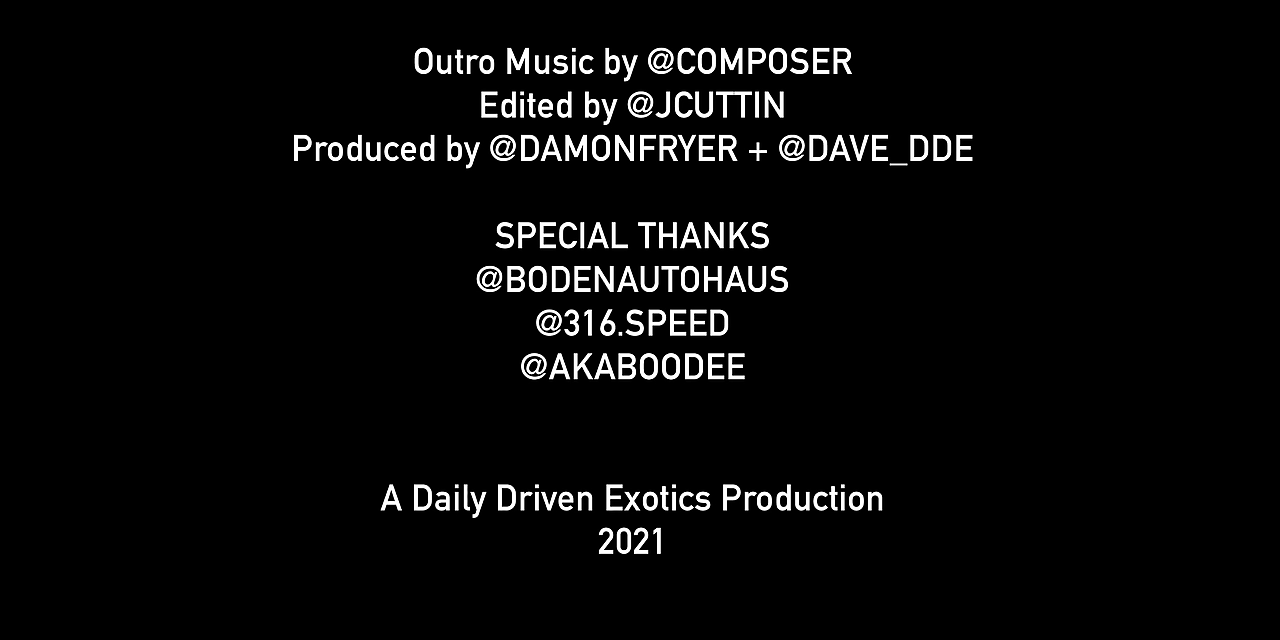 Outro Music by @COMPOSER
Edited by @JCUTTIN
Produced by @DAMONFRYER + @DAVE_DDE
SPECIAL THANKS
@BODENAUTOHAUS
@316.SPEED
@AKABOODEE
A Daily Driven Exotics Production
2021